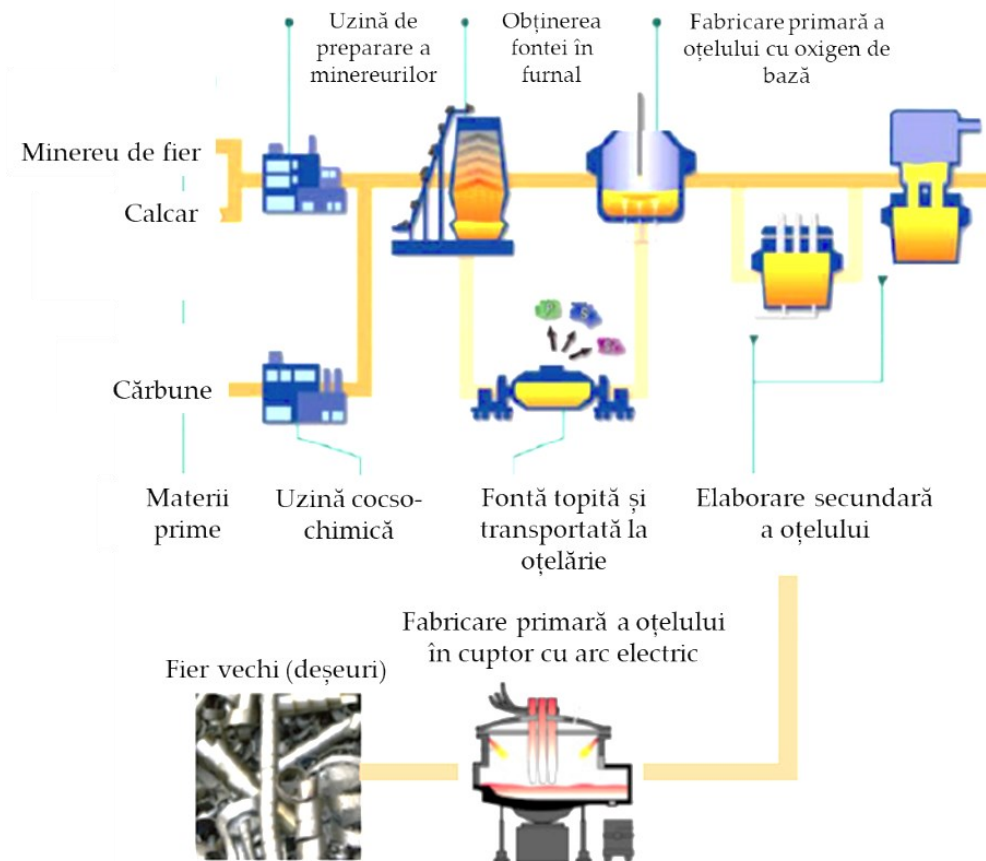 Uzină de
preparare a
minereurilor
Obținerea
fontei în
furnal
Fabricare primară a
oțelului cu oxigen de
bază
Minereu de fier
Calcar
Cărbune
P
S
Materii
prime
Uzină cocso-
chimică
Fontă topită și
transportată la
oțelărie
Elaborare secundară
a oțelului
Fabricare primară a oțelului
în cuptor cu arc electric
Fier vechi (deșeuri)